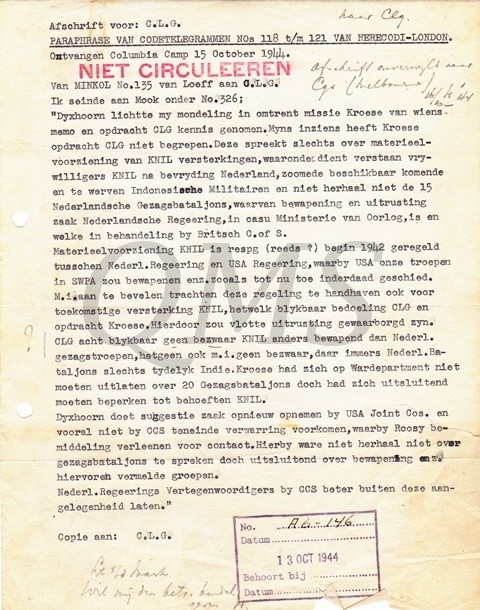 naar Clg.
Afschrift voor: C.L.G.
PARAPHRASE VAN CODETELEGRAMMEN NOs 118 t/m 121 VAN NERECODI-LONDON.
Ontvangen Columbia Camp 15 October 1944.
NIET CIRCULEEREN
Afschrift naar
Cgs (Melbourne)
Van MINKOL No.135 van Loeff aan C.L.G.
Ik seinde aan Mook onder No.326;
"Dyxhoorn lichtte my mondeling in omtrent missie Kroese van wiens
memo en opdracht CLG kennis genomen.Myns inziens heeft Kroese
opdracht CLG niet begrepen.Deze spreekt slechts over materieel-
voorziening van KNIL versterkingen,waaronder dient verstaan vry-
willigers KNIL na bevryding Nederland,zoomede beschikbaar komende
en te werven Indonesische Militairen en niet herhaal niet de 15
Nederlandsche Gezagsbataljons,waarvan bewapening en uitrusting
zaak Nederlandsche Regeering,in casu Ministerie van Oorlog,is en
welke in behandeling by Britsch C.of S.
Materieelvoorziening KNIL is respg (reeds ?) begin 1942 geregeld
tusschen Nederl.Regeering en USA Regeering,waarby USA onze troepen
in SWPA zou bewapenen enz.zooals tot nu toe inderdaad geschied.
M.i.aan te bevelen trachten deze regeling te handhaven ook voor
toekomstige versterking KNIL,hetwelk blykbaar bedoeling CLG en
opdracht Kroese.Hierdoor zou vlotte uitrusting gewaarborgd zyn.
CLG acht blykbaar geen bezwaar KNIL anders bewapend dan Nederl.
gezagstroepen,hetgeen ook m.i.geen bezwaar,daar immers Nederl.Ba-
taljons slechts tydelyk Indie.Kroese had zich op Wardepartment niet
moeten uitlaten over 20 Gezagsbataljons doch had zich uitsluitend
moeten beperken tot behoeften KNIL.
Dyxhoorn doet suggestie zaak opnieuw opnemen by USA Joint Cos. en
vooral niet by CCS teneinde verwarring voorkomen,waarby Roosy be-
middeling verleenen voor contact.Hierby ware niet herhaal niet over
gezagsbataljons te spreken doch uitsluitend over bewapening enz.
hiervoren vermelde groepen.
Nederl.Regeerings Vertegenwoordigers by CCS beter buiten deze aan-
gelegenheid laten."
Copie aan: C.L.G.
No. A6-146
Datum
13 OCT 1944
Behoort bij
Datum
QMS